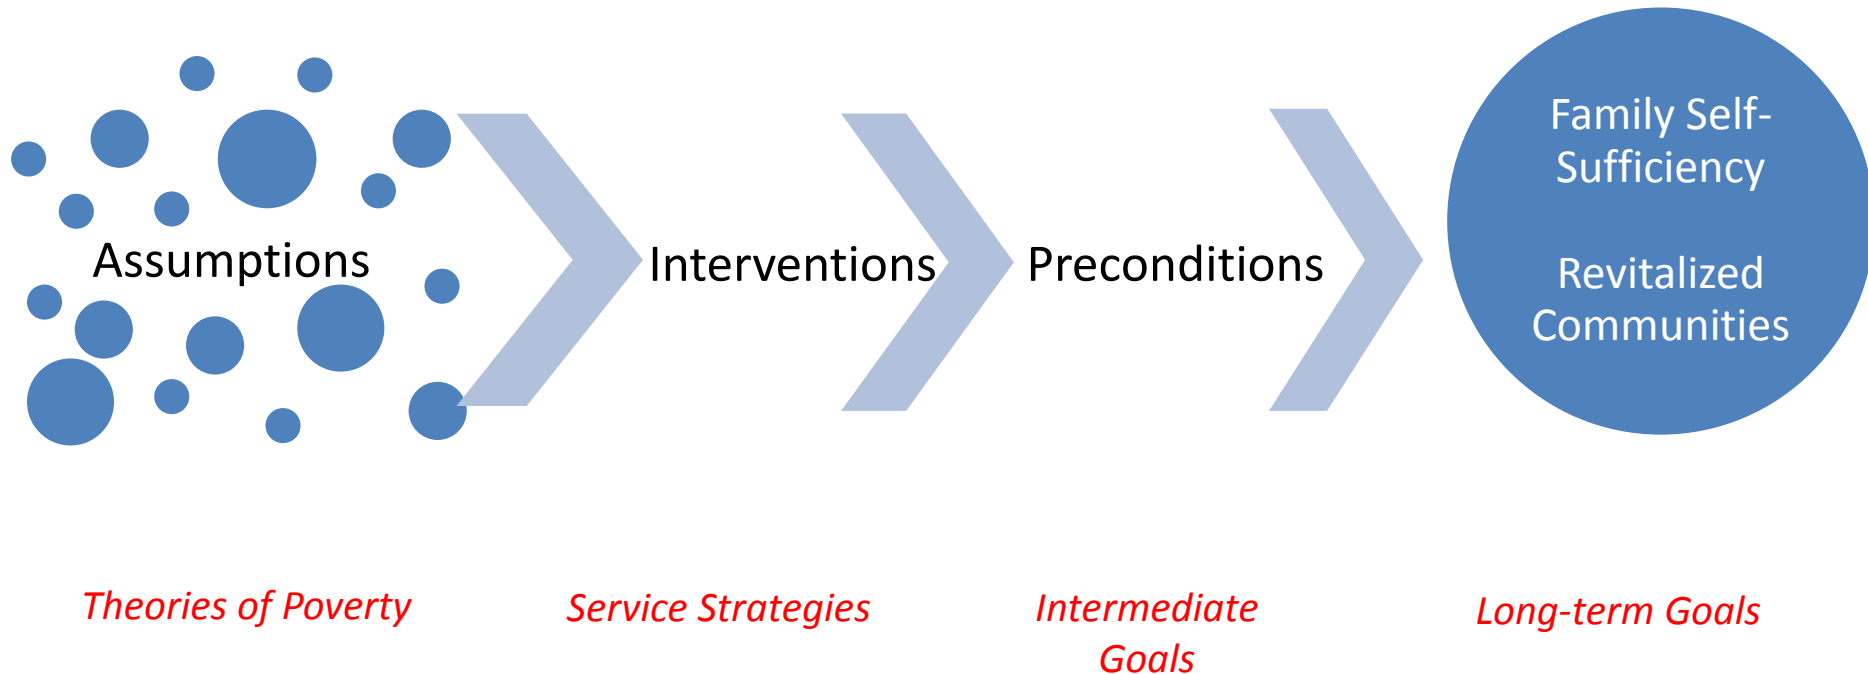 Assumptions
Interventions
Preconditions
Family Self-
Sufficiency
Revitalized
Communities
Theories of Poverty
Service Strategies
Intermediate
Goals
Long-term Goals